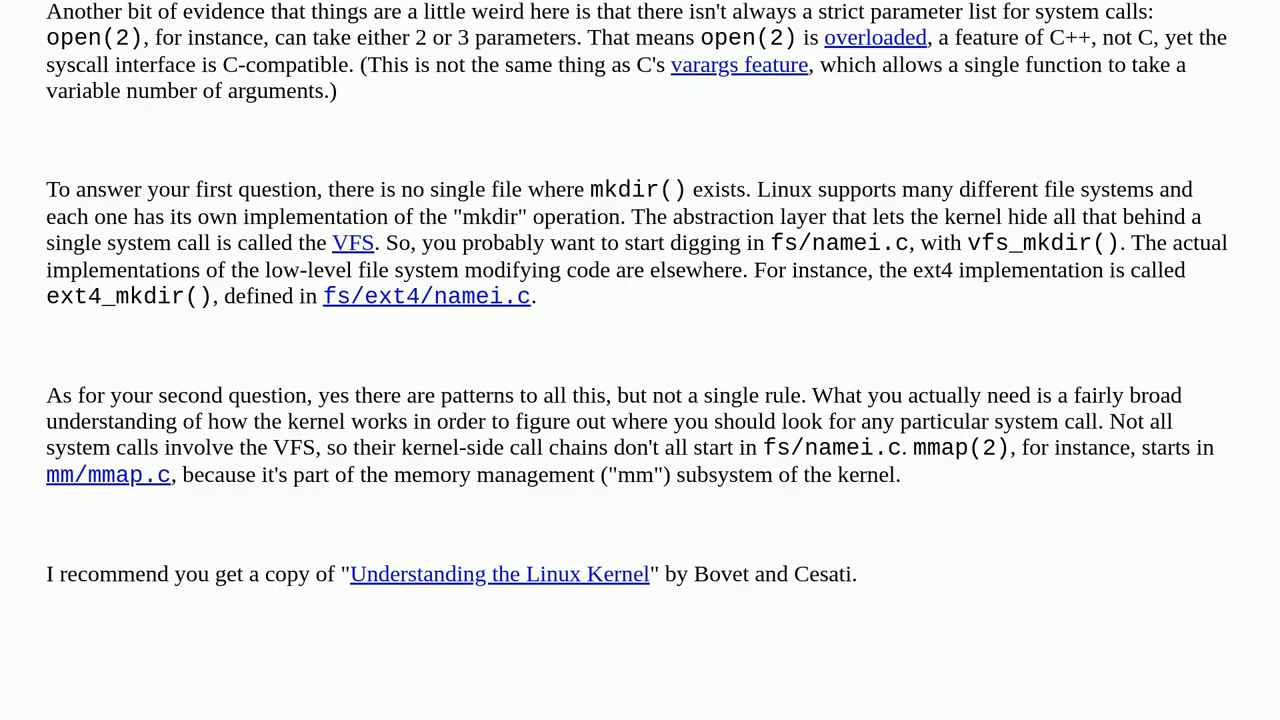 Another bit of evidence that things are a little weird here is that there isn't always a strict parameter list for system calls:
open(2), for instance, can take either 2 or 3 parameters. That means open(2) is overloaded, a feature of C++, not C, yet the
syscall interface is C-compatible. (This is not the same thing as C's varargs feature, which allows a single function to take a
variable number of arguments.)
To answer your first question, there is no single file where mkdir() exists. Linux supports many different file systems and
each one has its own implementation of the "mkdir" operation. The abstraction layer that lets the kernel hide all that behind a
single system call is called the VFS. So, you probably want to start digging in fs/namei.c, with vfs_mkdir(). The actual
implementations of the low-level file system modifying code are elsewhere. For instance, the ext4 implementation is called
ext4_mkdir(), defined in fs/ext4/namei.c.
As for your second question, yes there are patterns to all this, but not a single rule. What you actually need is a fairly broad
understanding of how the kernel works in order to figure out where you should look for any particular system call. Not all
system calls involve the VFS, so their kernel-side call chains don't all start in fs/namei.c. mmap(2), for instance, starts in
mm/mmap.c, because it's part of the memory management ("mm") subsystem of the kernel.
I recommend you get a copy of "Understanding the Linux Kernel" by Bovet and Cesati.